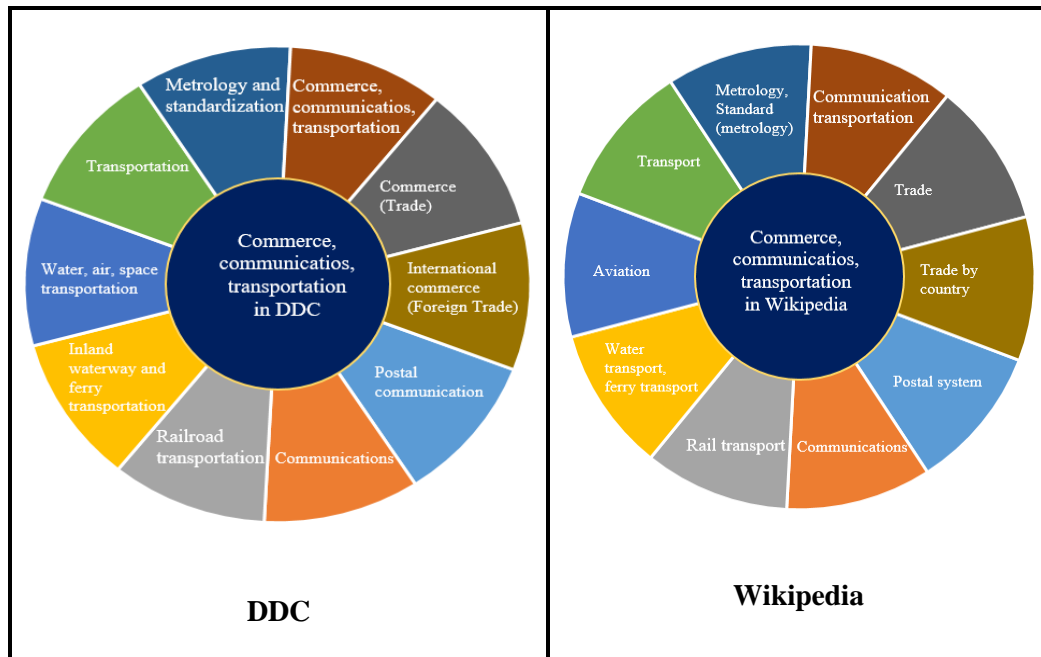 Metrology and
standardization
Commerce,
communicatios,
transportation
Commerce
(Trade)
International
commerce
(Foreign Trade)
Postal
communication
Communications
Railroad
transportation
Inland
waterway and
ferry
transportation
Water, air, space
transportation
Transportation
Commerce,
communicatios,
transportation
in DDC
DDC
Metrology,
Standard
(metrology)
Communication
transportation
Trade
Trade by
country
Postal system
Communications
Rail transport
Water
transport,
ferry transport
Aviation
Transport
Commerce,
communicatios,
transportation
in Wikipedia
Wikipedia